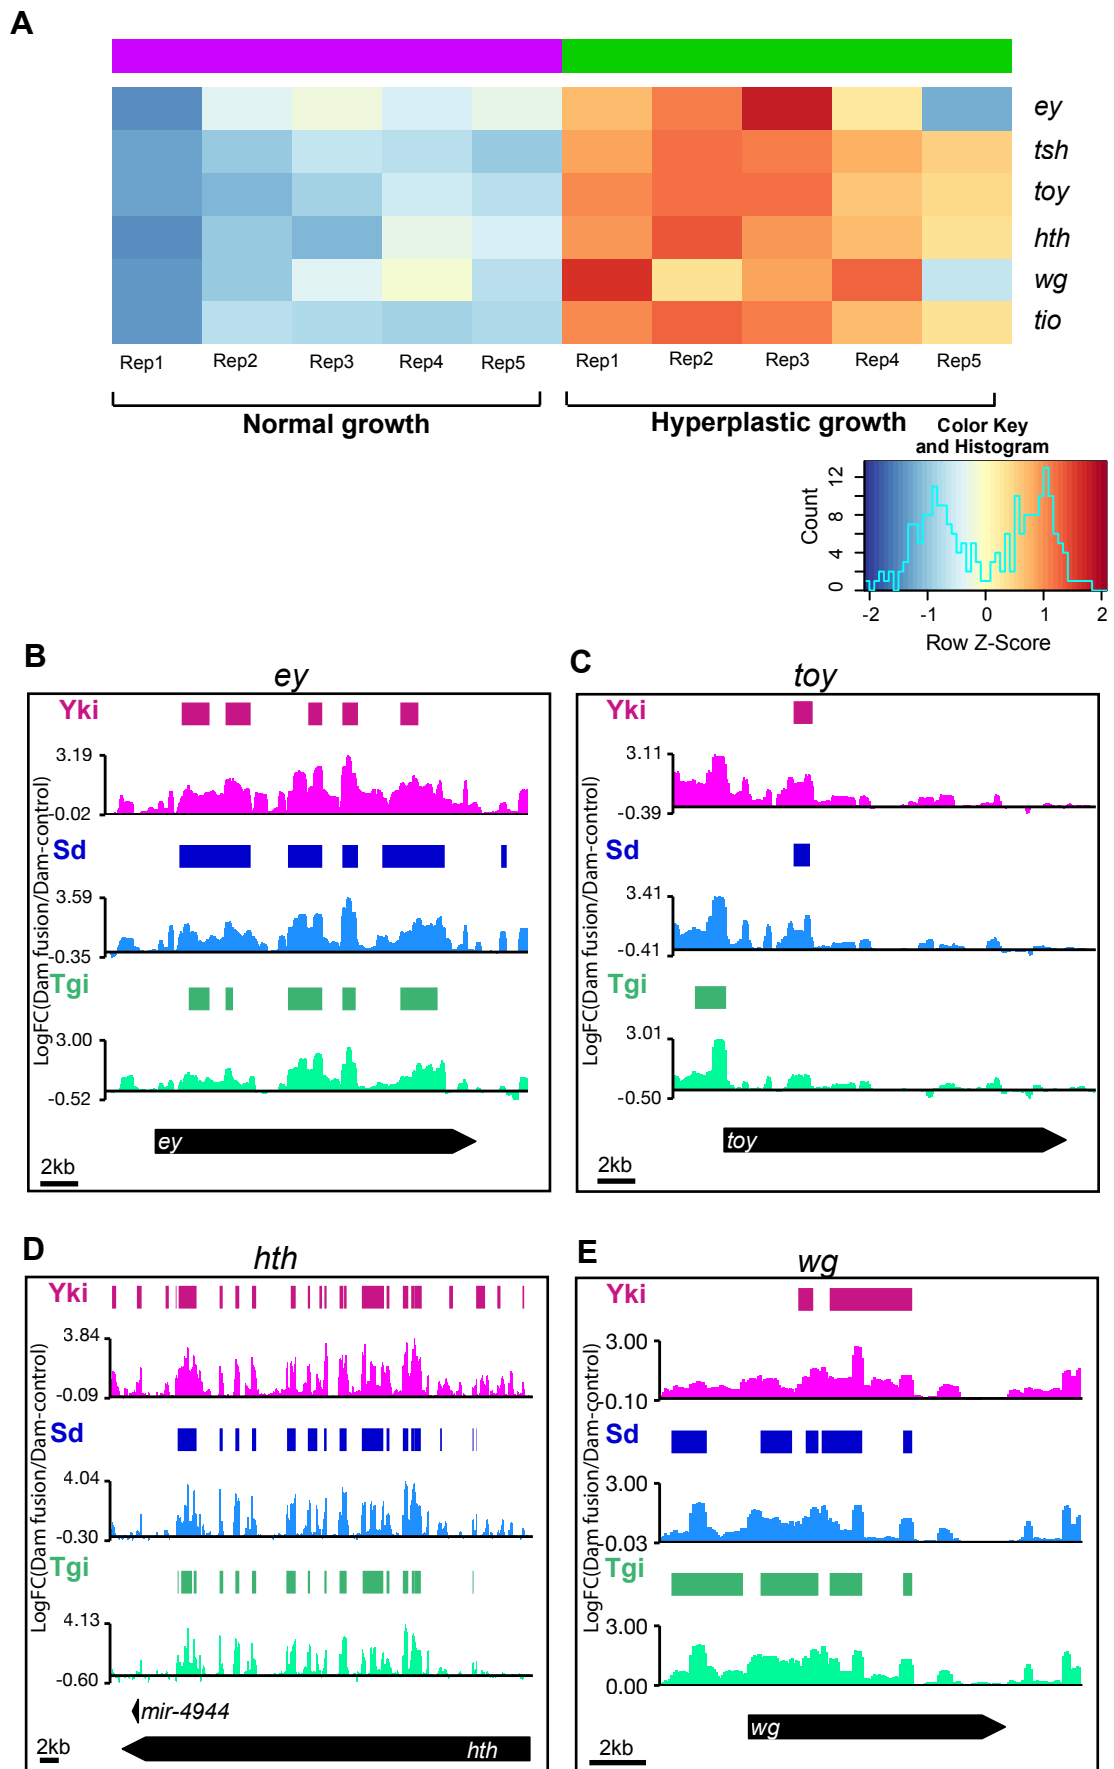 A
ey
tsh
toy
hth
wg
tio
Rep1 Rep2 Rep3 Rep4 Rep5 Rep1 Rep2 Rep3 Rep4 Rep5
Normal growth
Hyperplastic growth
Color Key
and Histogram
Count
0 4 8 12
-2 -1 0 1 2
Row Z-Score
B
ey
LogFC(Dam fusion/Dam-control)
Yki
3.19
-0.02
Sd
3.59
-0.35
Tgi
3.00
-0.52
ey
2kb
C
toy
LogFC(Dam fusion/Dam-control)
Yki
3.11
-0.39
Sd
3.41
-0.41
Tgi
3.01
-0.50
toy
2kb
D
hth
LogFC(Dam fusion/Dam-control)
Yki
3.84
-0.09
Sd
4.04
-0.30
Tgi
4.13
-0.60
mir-4944
hth
2kb
E
wg
LogFC(Dam fusion/Dam-control)
Yki
3.00
-0.10
Sd
3.00
-0.03
Tgi
3.00
0.00
wg
2kb